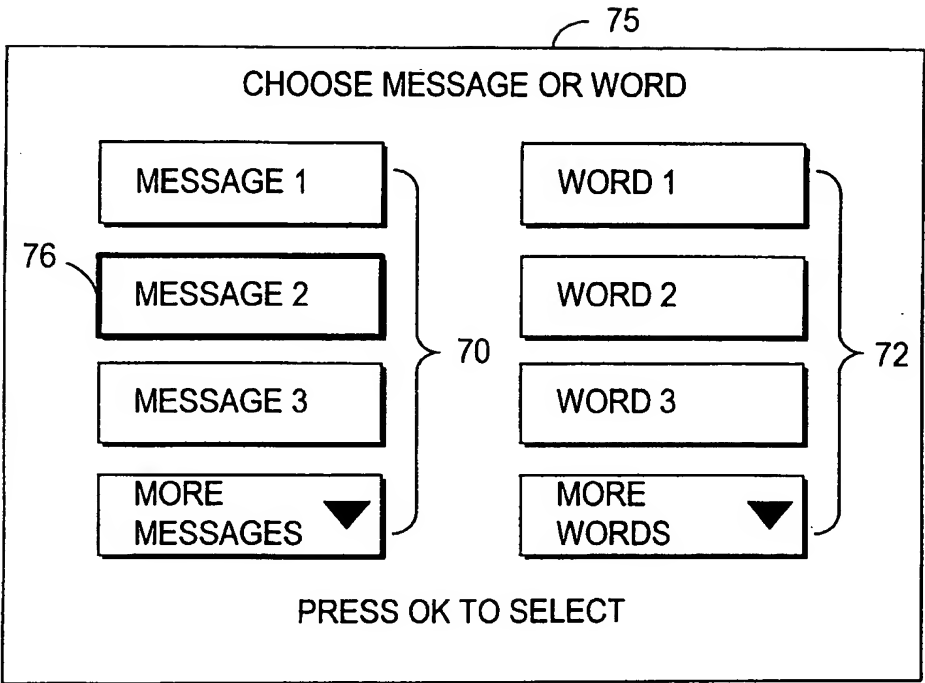 75
CHOOSE MESSAGE OR WORD
MESSAGE 1
WORD 1
76
MESSAGE 2
WORD 2
70
72
MESSAGE 3
WORD 3
MORE
MESSAGES
MORE
WORDS
PRESS OK TO SELECT